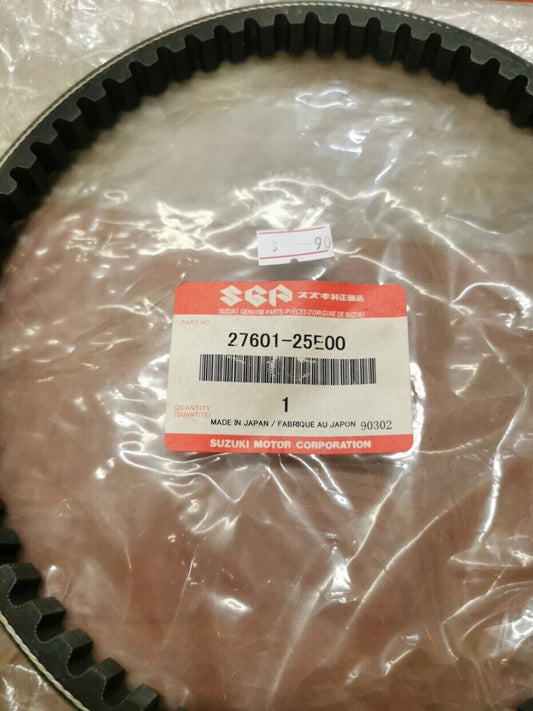 90
SGP スズキ純正部品
SUZUKI GENUINE PARTS (PIÈCES D'ORIGINE DE SUZUKI)
PART NO.
27601-25E00
1
QUANTITY
(QUANTITÉ)
MADE IN JAPAN / FABRIQUE AU JAPON 90302
SUZUKI MOTOR CORPORATION